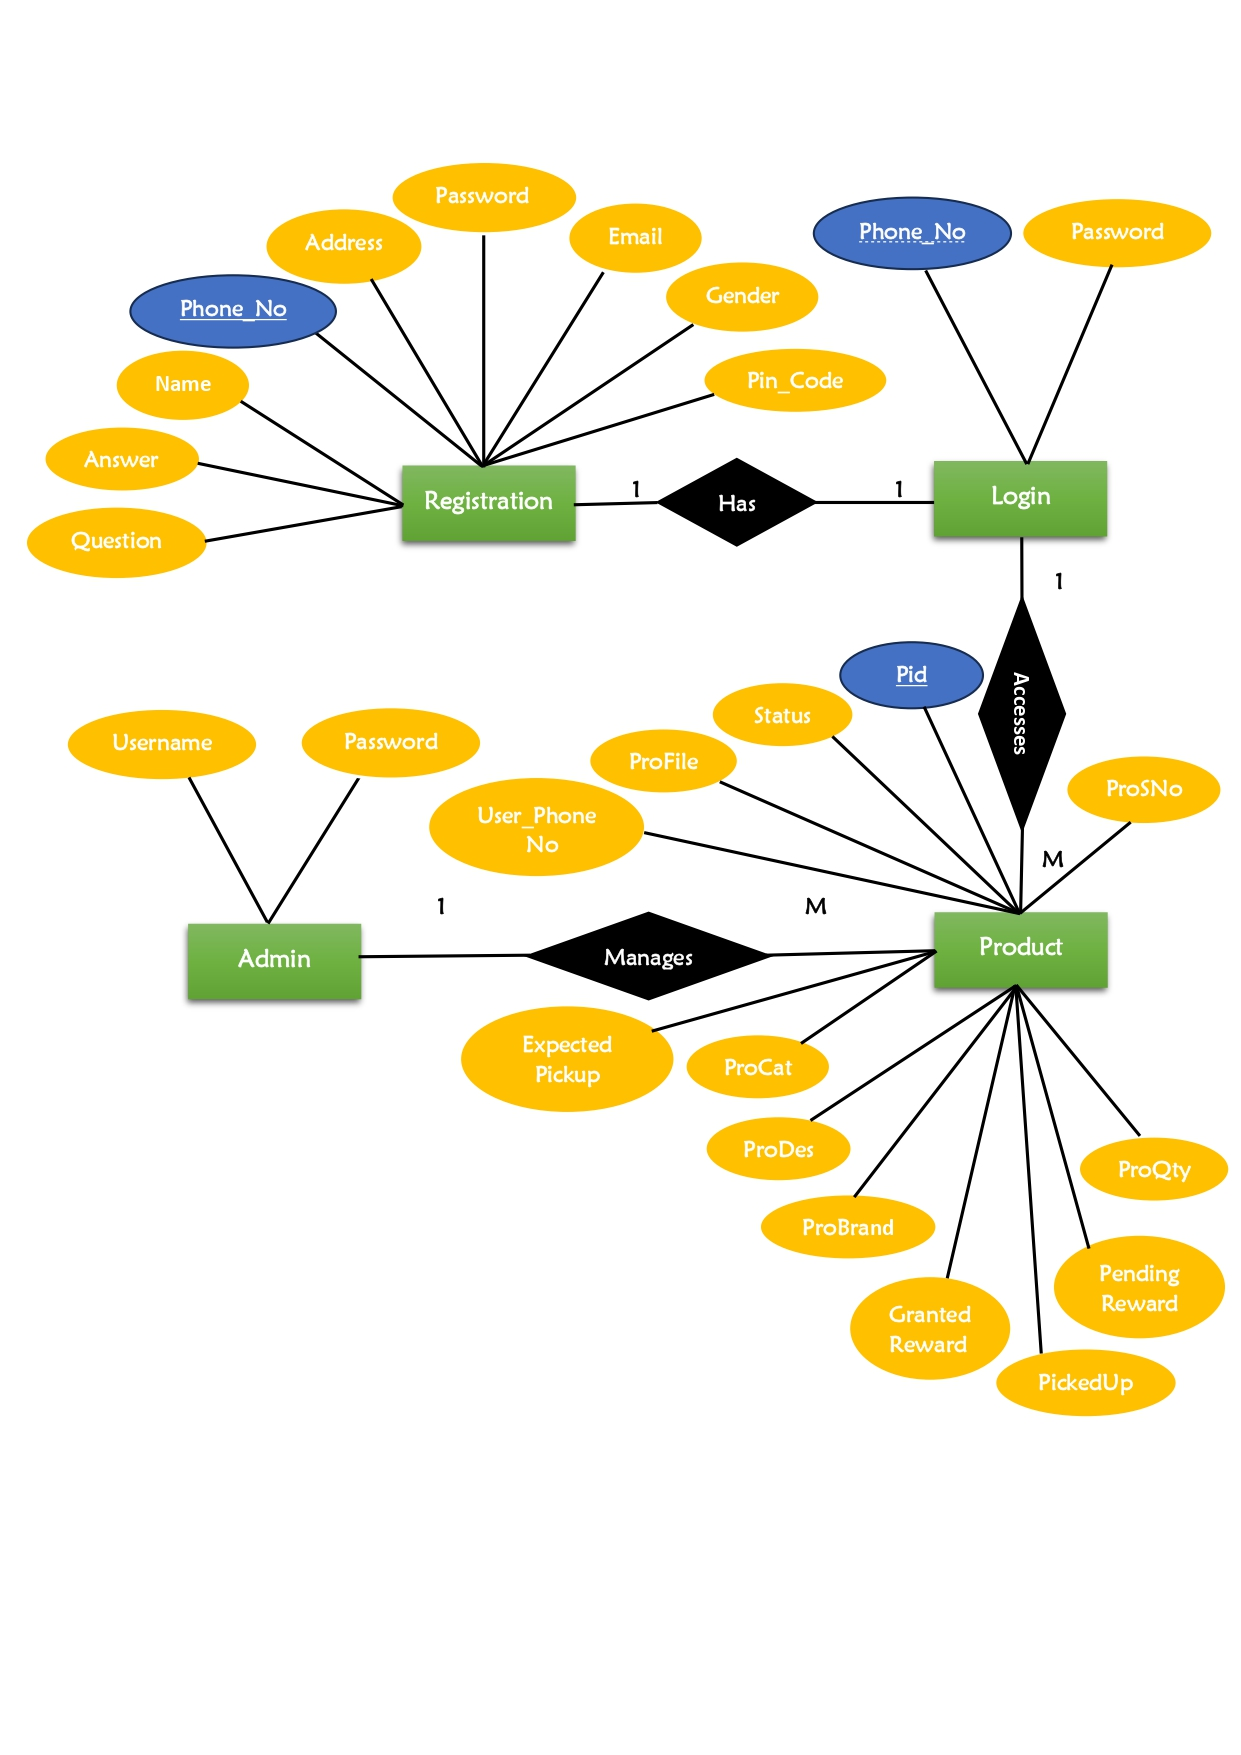 Password
Address
Email
Phone_No
Password
Phone_No
Gender
Name
Pin_Code
Answer
Question
Registration
1
Has
1
Login
1
Accesses
Pid
Status
ProFile
User_Phone
No
Username
Password
ProSNo
M
1
M
Admin
Manages
Product
Expected
Pickup
ProCat
ProDes
ProQty
ProBrand
Pending
Reward
Granted
Reward
PickedUp